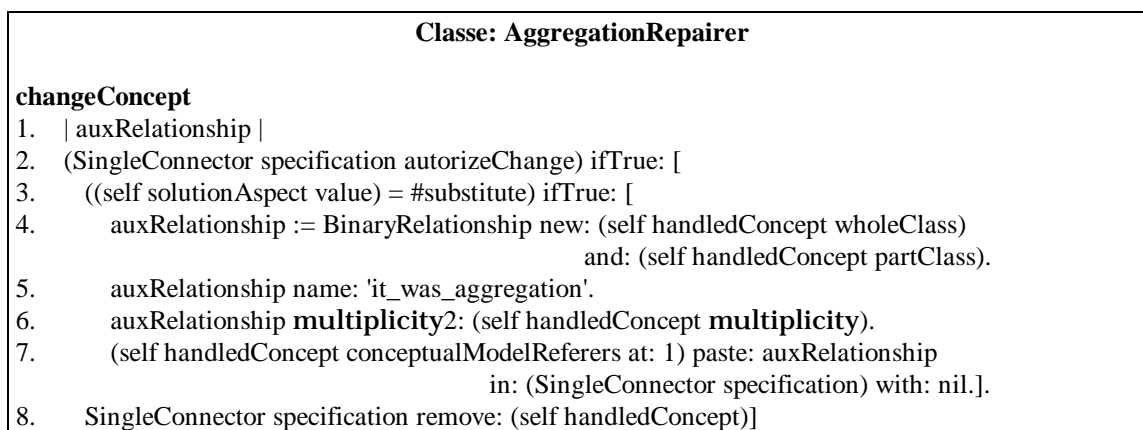 Classe: AggregationRepairer
changeConcept
1. | auxRelationship |
2. (SingleConnector specification autorizeChange) ifTrue: [
3. ((self solutionAspect value) = #substitute) ifTrue: [
4. auxRelationship := BinaryRelationship new: (self handledConcept wholeClass)
and: (self handledConcept partClass).
5. auxRelationship name: 'it_was_aggregation'.
6. auxRelationship multiplicity2: (self handledConcept multiplicity).
7. (self handledConcept conceptualModelReferers at: 1) paste: auxRelationship
in: (SingleConnector specification) with: nil.].
8. SingleConnector specification remove: (self handledConcept)]